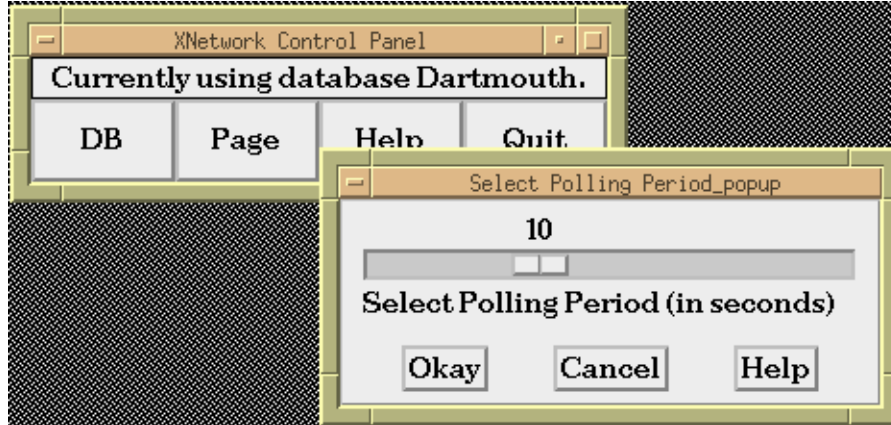 XNetwork Control Panel
Currently using database Dartmouth.
DB Page Help Quit
Select Polling Period_popup
10
Select Polling Period (in seconds)
Okay Cancel Help